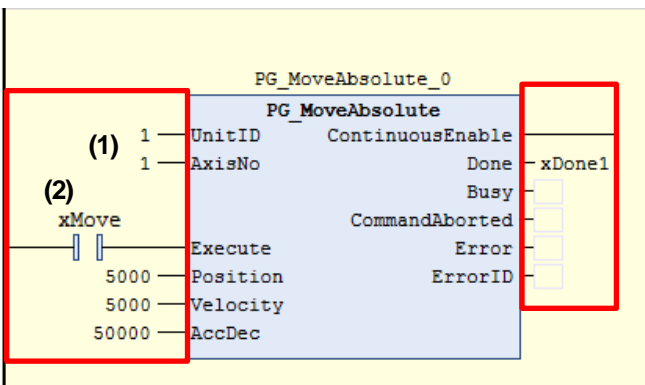 PG_MoveAbsolute_0
PG_MoveAbsolute
(1)
1 UnitID ContinuousEnable
1 AxisNo Done xDone1
(2)
Busy
xMove CommandAborted
Execute Error
5000 Position ErrorID
5000 Velocity
50000 AccDec